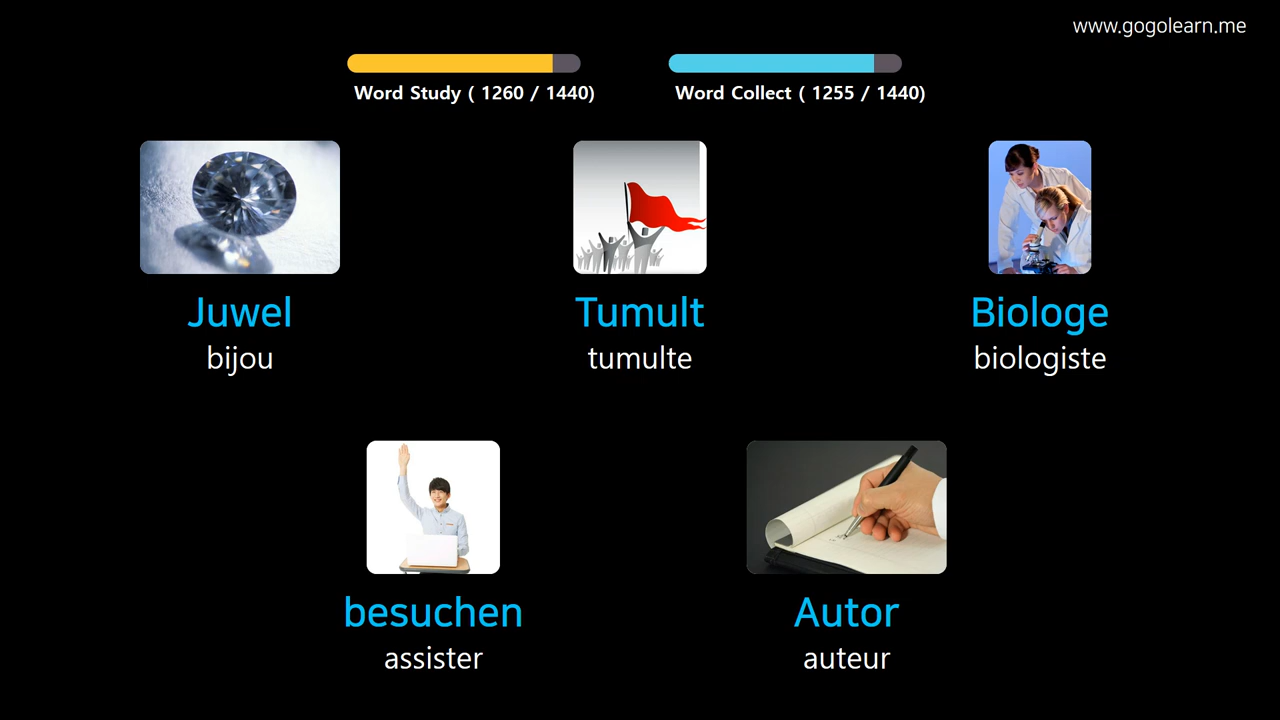 www.gogolearn.me
Word Study ( 1260 / 1440)
Word Collect ( 1255 / 1440)
Juwel
bijou
Tumult
tumulte
Biologe
biologiste
besuchen
assister
Autor
auteur